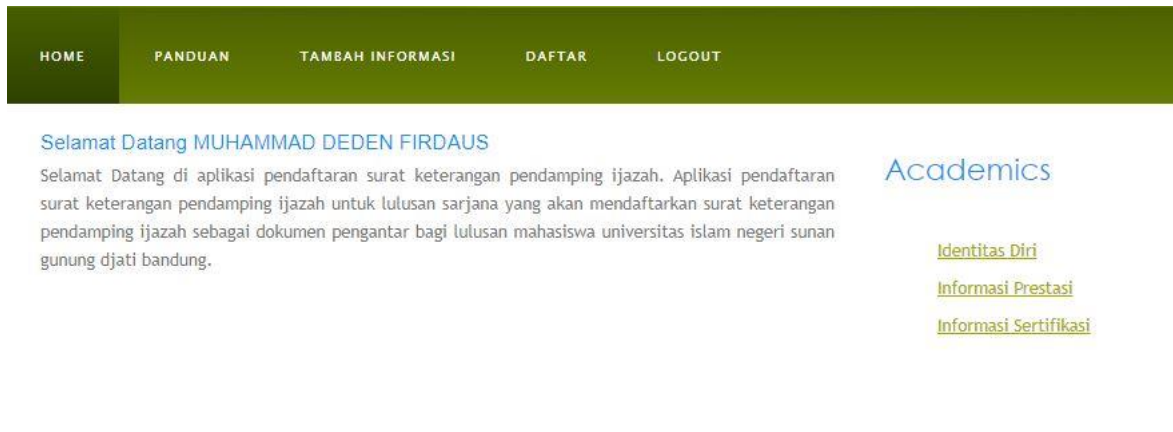 HOME PANDUAN TAMBAH INFORMASI DAFTAR LOGOUT
Selamat Datang MUHAMMAD DEDEN FIRDAUS
Selamat Datang di aplikasi pendaftaran surat keterangan pendamping ijazah. Aplikasi pendaftaran
surat keterangan pendamping ijazah untuk lulusan sarjana yang akan mendaftarkan surat keterangan
pendamping ijazah sebagai dokumen pengantar bagi lulusan mahasiswa universitas islam negeri sunan
gunung djati bandung.
Academics
Identitas Diri
Informasi Prestasi
Informasi Sertifikasi